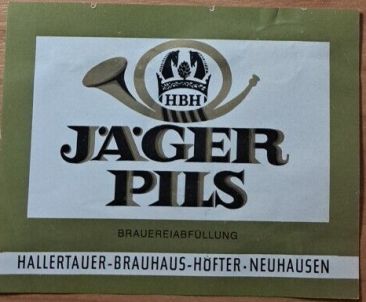 HBH
JÄGER
PILS
BRAUEREIABFÜLLUNG
HALLERTAUER-BRAUHAUS-HÖFTER·NEUHAUSEN